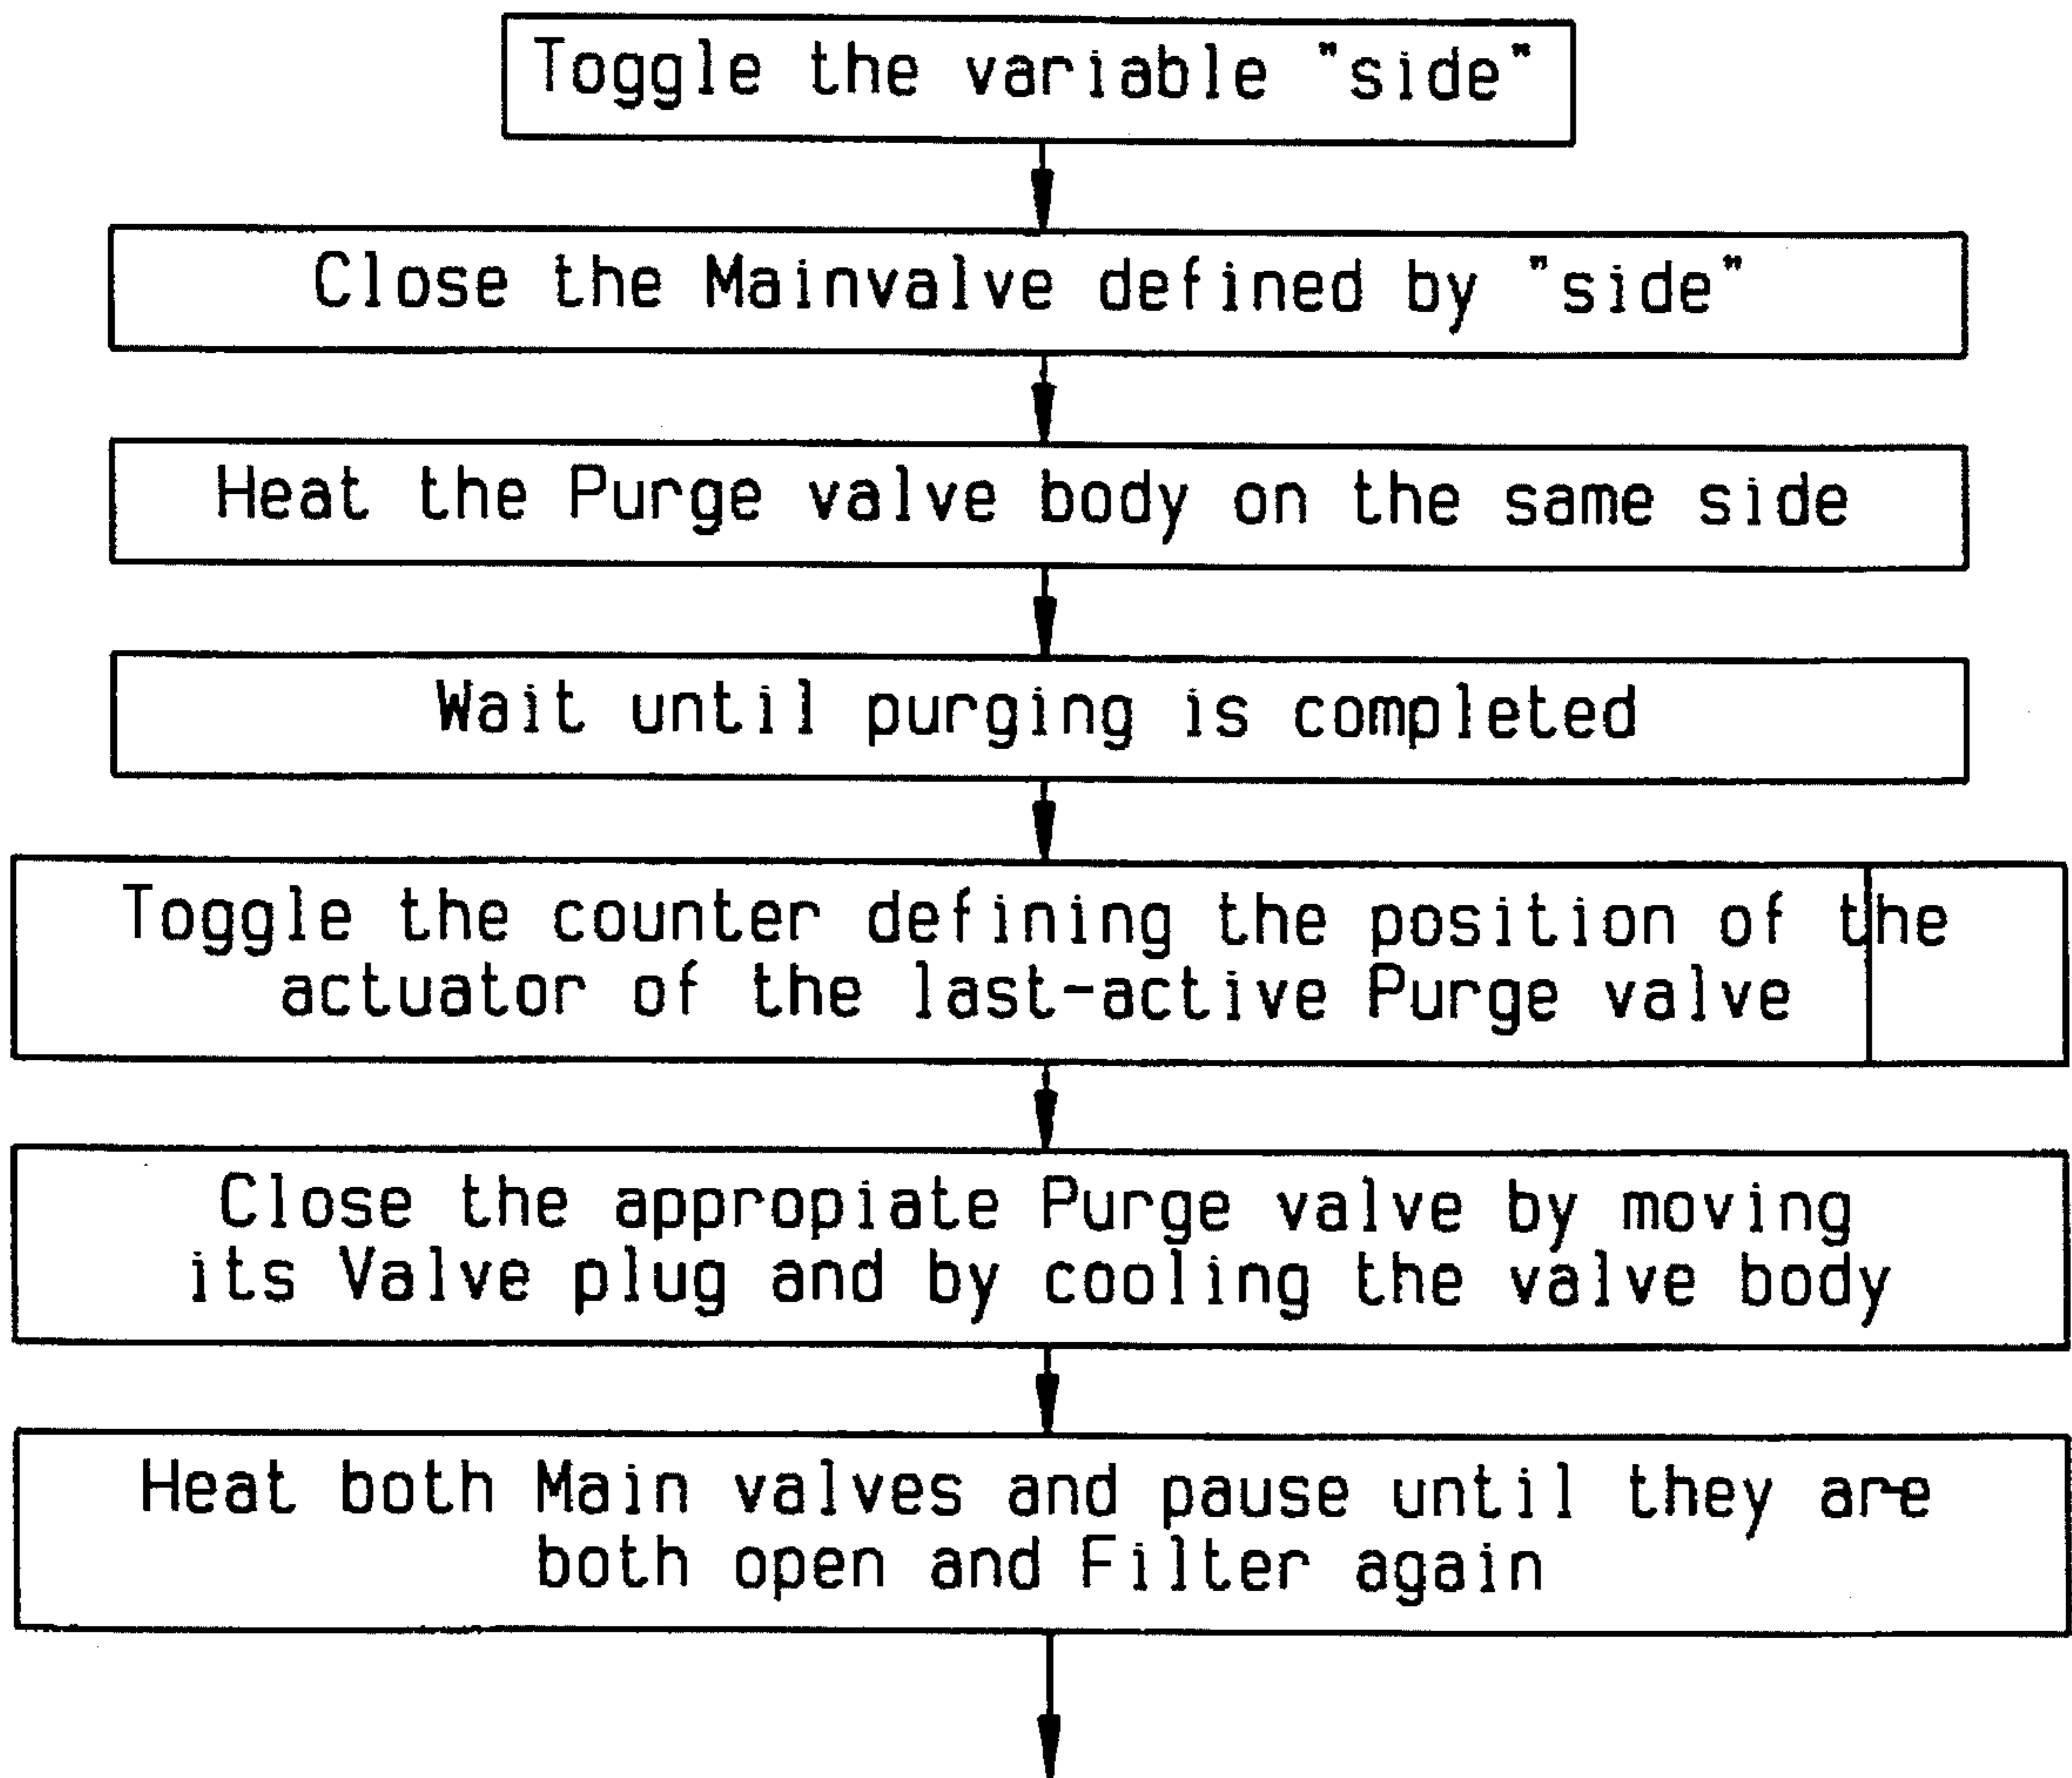 Toggle the variable "side"
Close the Mainvalve defined by "side"
Heat the Purge valve body on the same side
Wait until purging is completed
Toggle the counter defining the position of the
actuator of the last-active Purge valve
Close the appropiate Purge valve by moving
its Valve plug and by cooling the valve body
Heat both Main valves and pause until they are
both open and Filter again